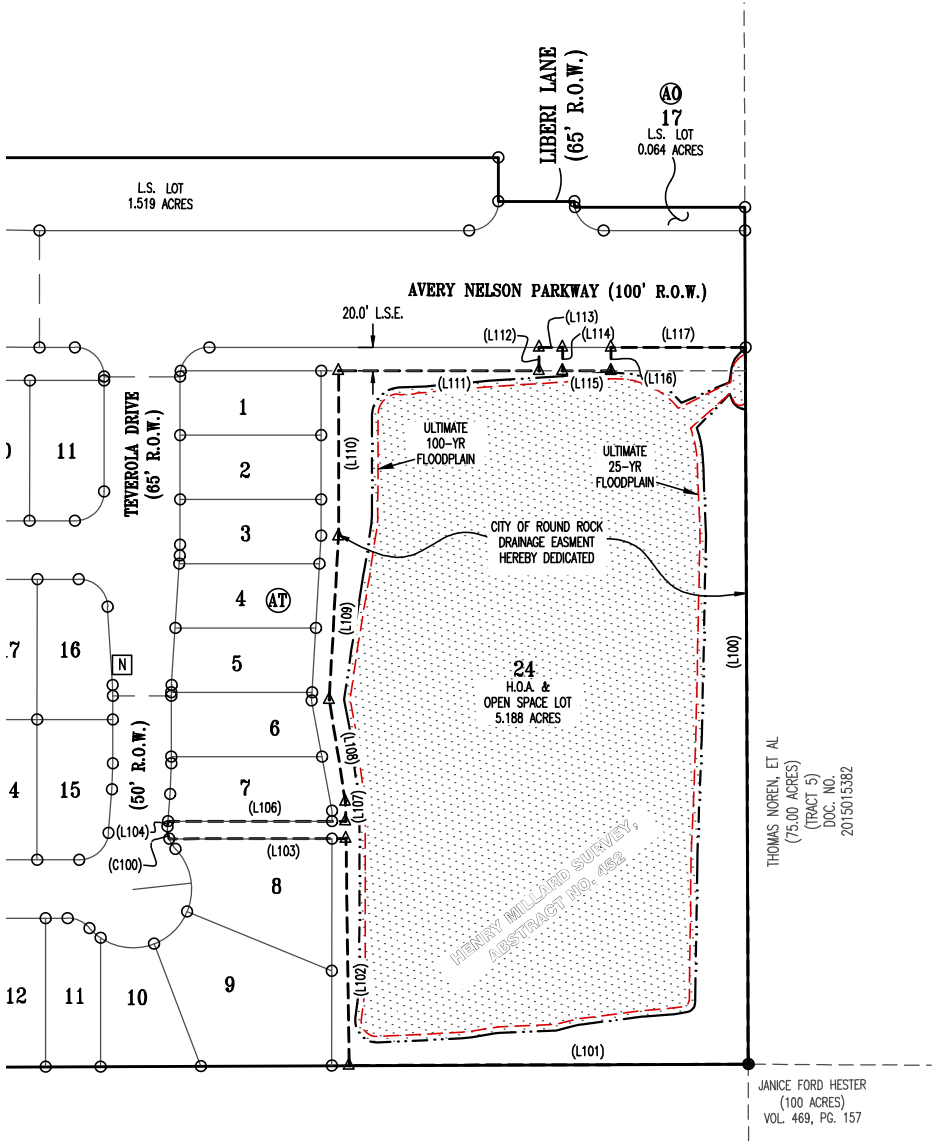 LIBERI LANE
(65' R.O.W.)
AO
17
L.S. LOT
0.064 ACRES
L.S. LOT
1.519 ACRES
AVERY NELSON PARKWAY (100' R.O.W.)
20.0' L.S.E.
(L112)
(L113)
(L114)
(L117)
(L111)
(L115)
(L116)
TEVEROLA DRIVE
(65' R.O.W.)
11
1
2
3
4
AT
5
6
7
8
9
10
11
12
(L110)
ULTIMATE
100-YR
FLOODPLAIN
ULTIMATE
25-YR
FLOODPLAIN
CITY OF ROUND ROCK
DRAINAGE EASMENT
HEREBY DEDICATED
(L109)
(L100)
24
H.O.A. &
OPEN SPACE LOT
5.188 ACRES
16
N
15
(50' R.O.W.)
(L108)
(L107)
(L106)
(L104)
(L103)
(C100)
(L102)
(L101)
HENRY MILLARD SURVEY,
ABSTRACT NO. 452
THOMAS NOREN, ET AL
(75.00 ACRES)
(TRACT 5)
DOC. NO.
2015015382
JANICE FORD HESTER
(100 ACRES)
VOL. 469, PG. 157